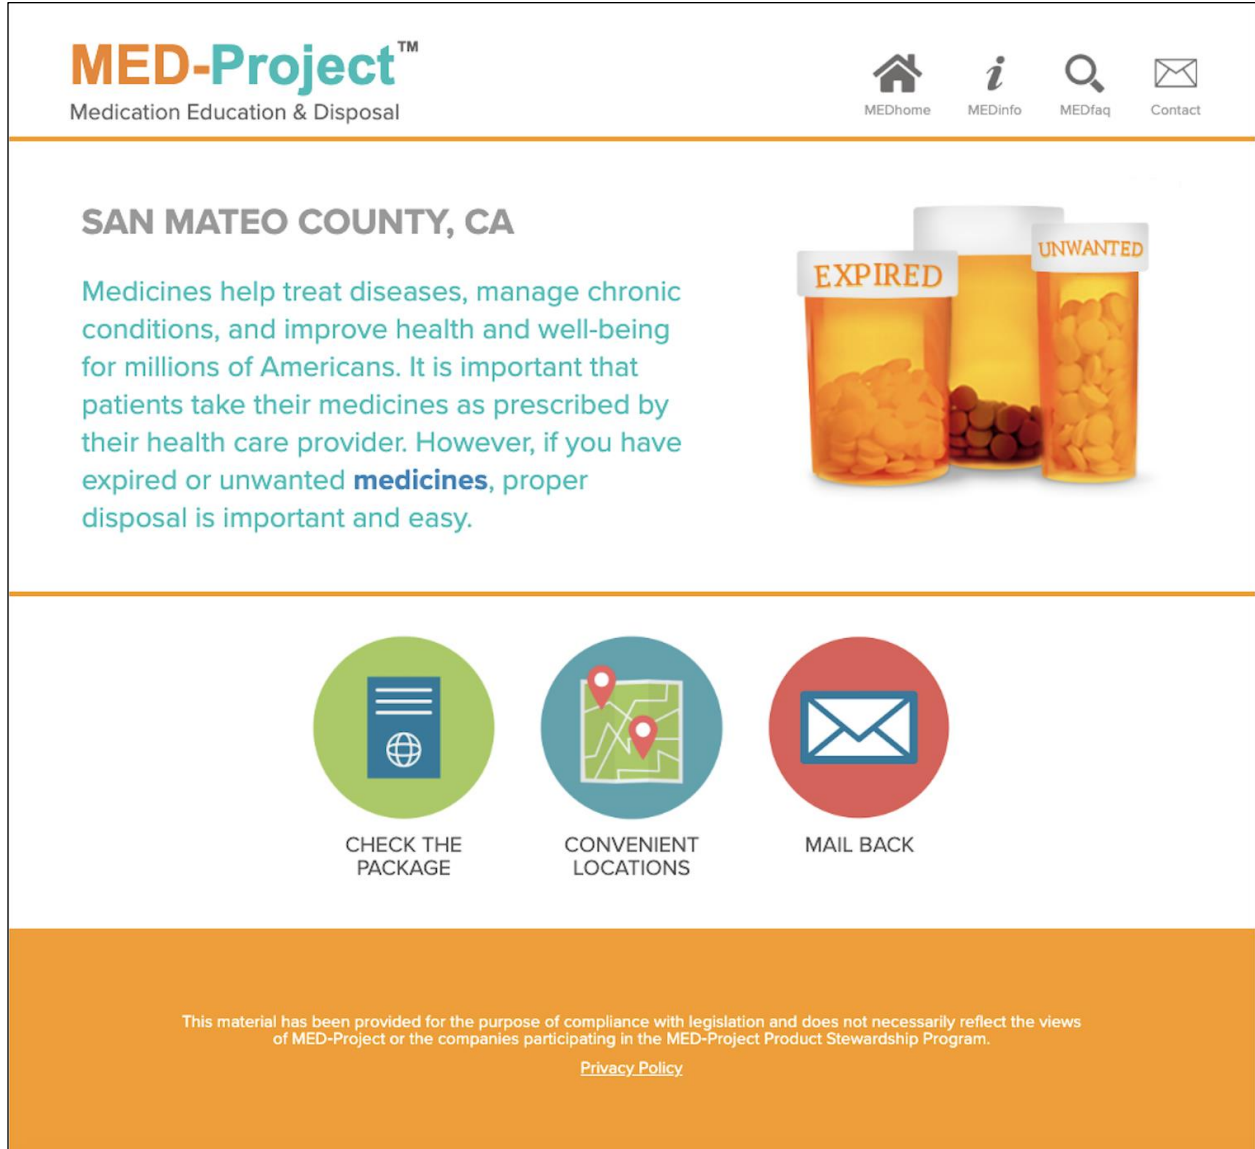 MED-Project™
Medication Education & Disposal
MEDhome
MEDinfo
MEDfaq
Contact
SAN MATEO COUNTY, CA
Medicines help treat diseases, manage chronic
conditions, and improve health and well-being
for millions of Americans. It is important that
patients take their medicines as prescribed by
their health care provider. However, if you have
expired or unwanted medicines, proper
disposal is important and easy.
EXPIRED
UNWANTED
CHECK THE
PACKAGE
CONVENIENT
LOCATIONS
MAIL BACK
This material has been provided for the purpose of compliance with legislation and does not necessarily reflect the views
of MED-Project or the companies participating in the MED-Project Product Stewardship Program.
Privacy Policy